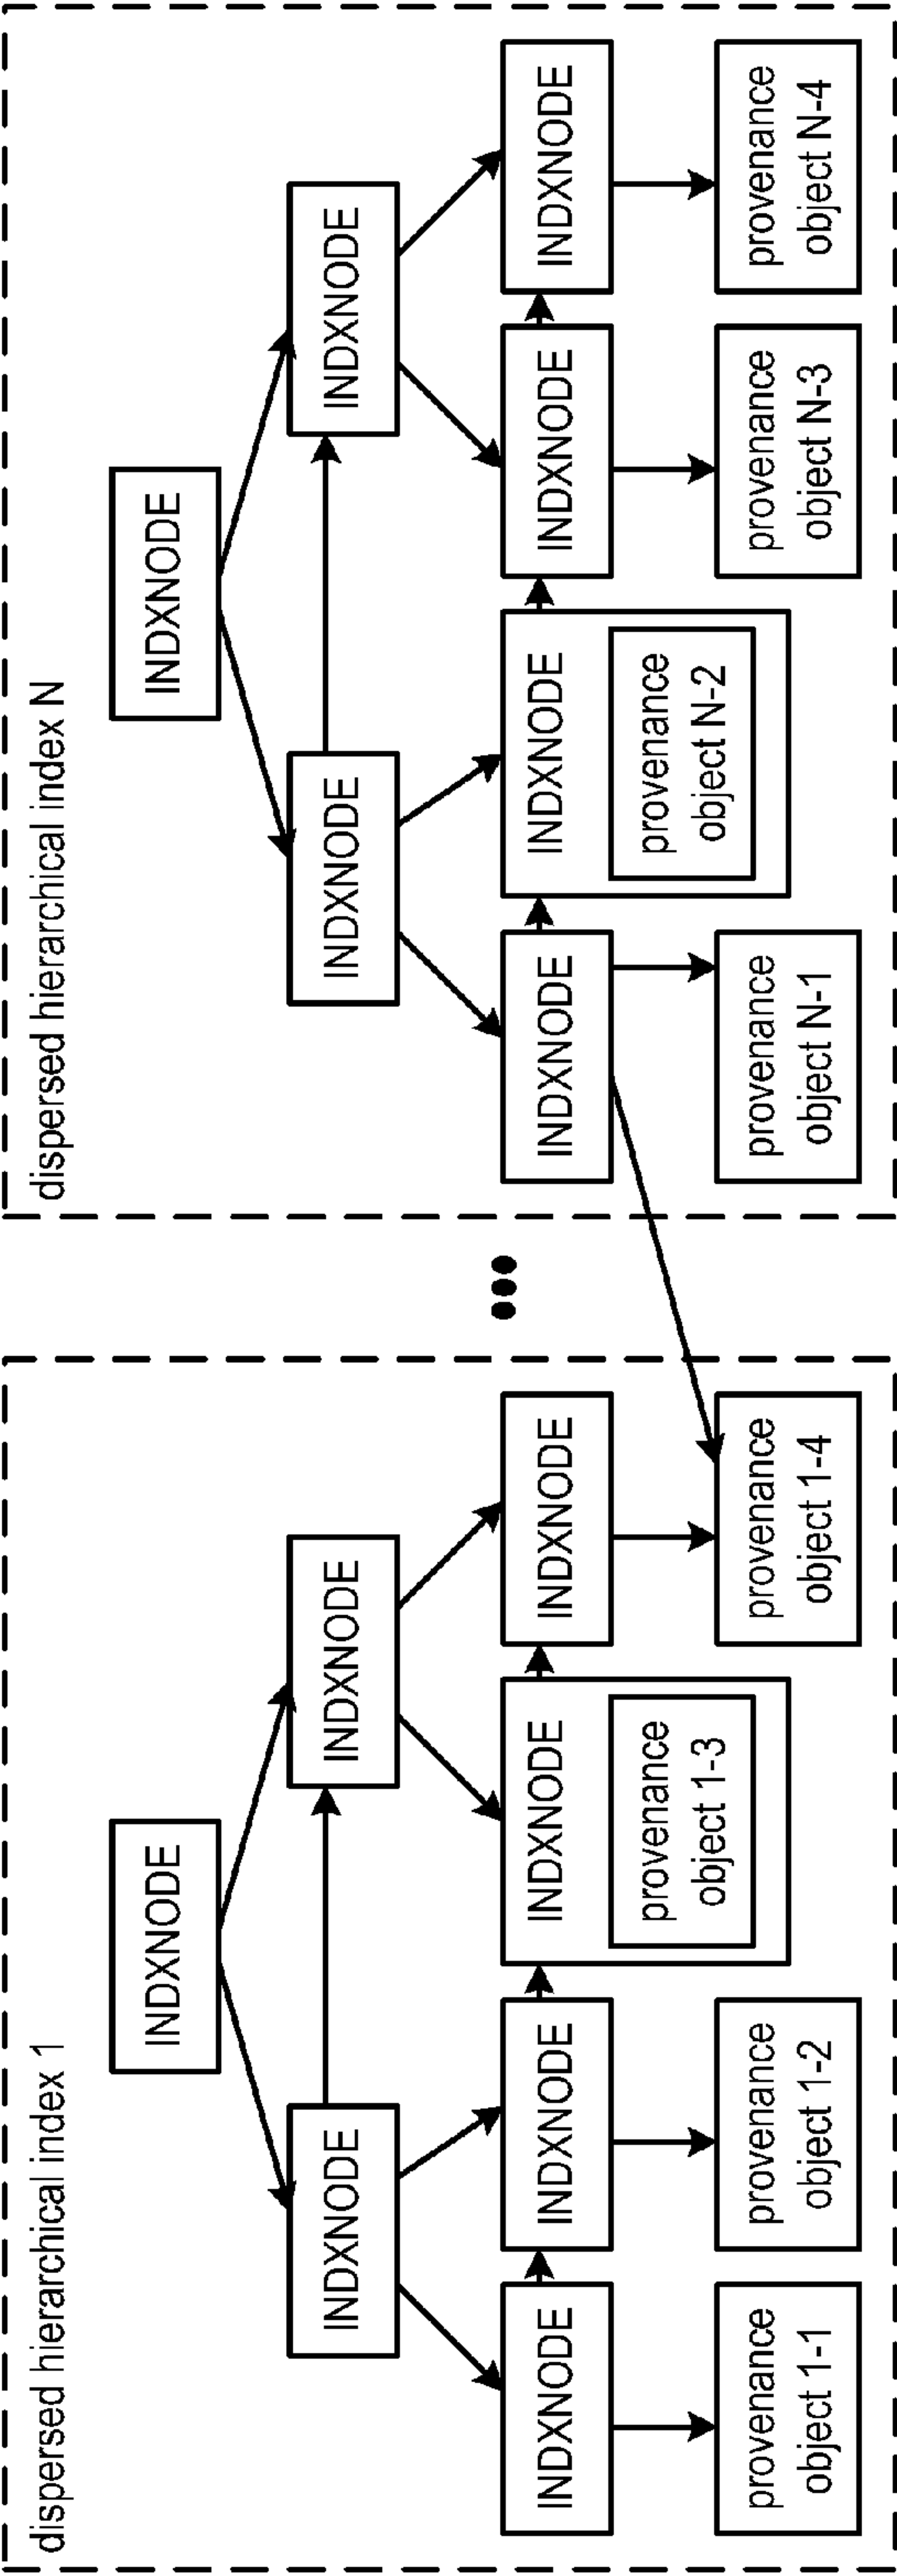 dispersed hierarchical index 1
INDXNODE
INDXNODE
INDXNODE
INDXNODE
INDXNODE
INDXNODE
INDXNODE
provenance
object 1-1
provenance
object 1-2
provenance
object 1-3
provenance
object 1-4
dispersed hierarchical index N
INDXNODE
INDXNODE
INDXNODE
INDXNODE
INDXNODE
INDXNODE
INDXNODE
provenance
object N-1
provenance
object N-2
provenance
object N-3
provenance
object N-4